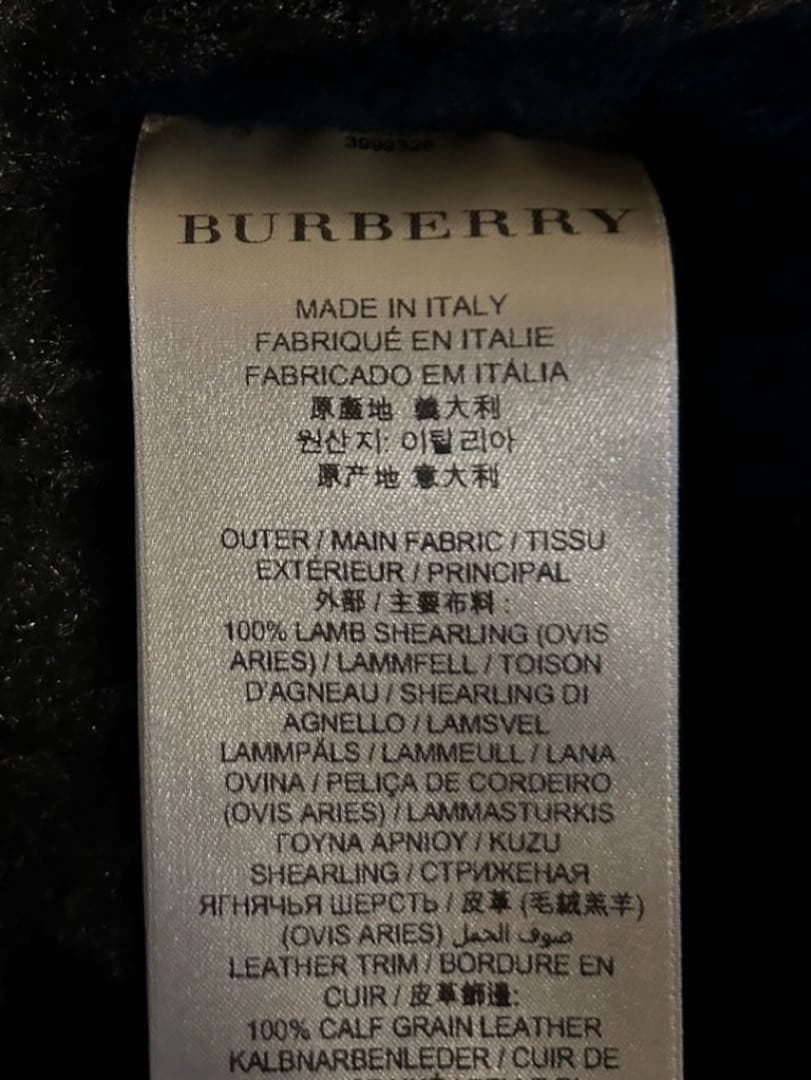 BURBERRY
MADE IN ITALY
FABRIQUÉ EN ITALIE
FABRICADO EM ITÁLIA
原產地 義大利
원산지: 이탈리아
原产地 意大利
OUTER / MAIN FABRIC / TISSU
EXTÉRIEUR / PRINCIPAL
外部 / 主要布料 :
100% LAMB SHEARLING (OVIS
ARIES) / LAMMFELL / TOISON
D'AGNEAU / SHEARLING DI
AGNELLO / LAMSVEL
LAMMPÄLS / LAMMEULL / LANA
OVINA / PELIÇA DE CORDEIRO
(OVIS ARIES) / LAMMASTURKIS
ΓΟΥΝΑ ΑΡΝΙΟΥ / KUZU
SHEARLING / СТРИЖЕНАЯ
ЯГНЯЧЬЯ ШЕРСТЬ / 皮革 (毛絨羔羊)
(OVIS ARIES) صوف الحمل
LEATHER TRIM / BORDURE EN
CUIR / 皮革飾邊:
100% CALF GRAIN LEATHER
KALBNARBENLEDER / CUIR DE